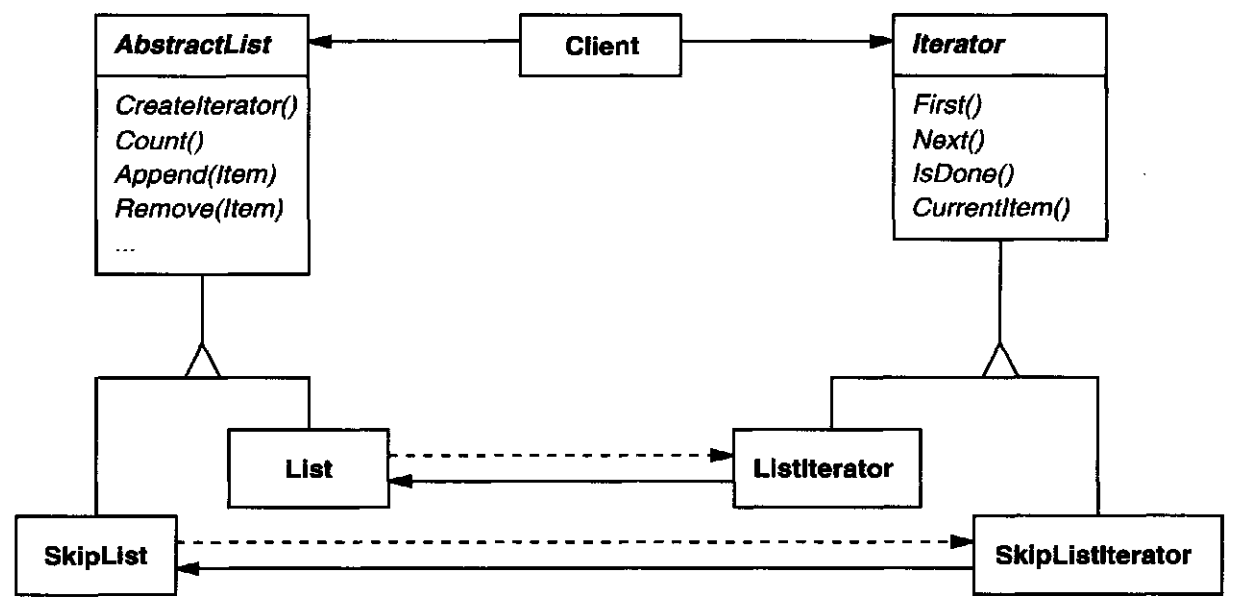 AbstractList
CreateIterator()
Count()
Append(Item)
Remove(Item)
...
Client
Iterator
First()
Next()
IsDone()
CurrentItem()
List
ListIterator
SkipList
SkipListIterator